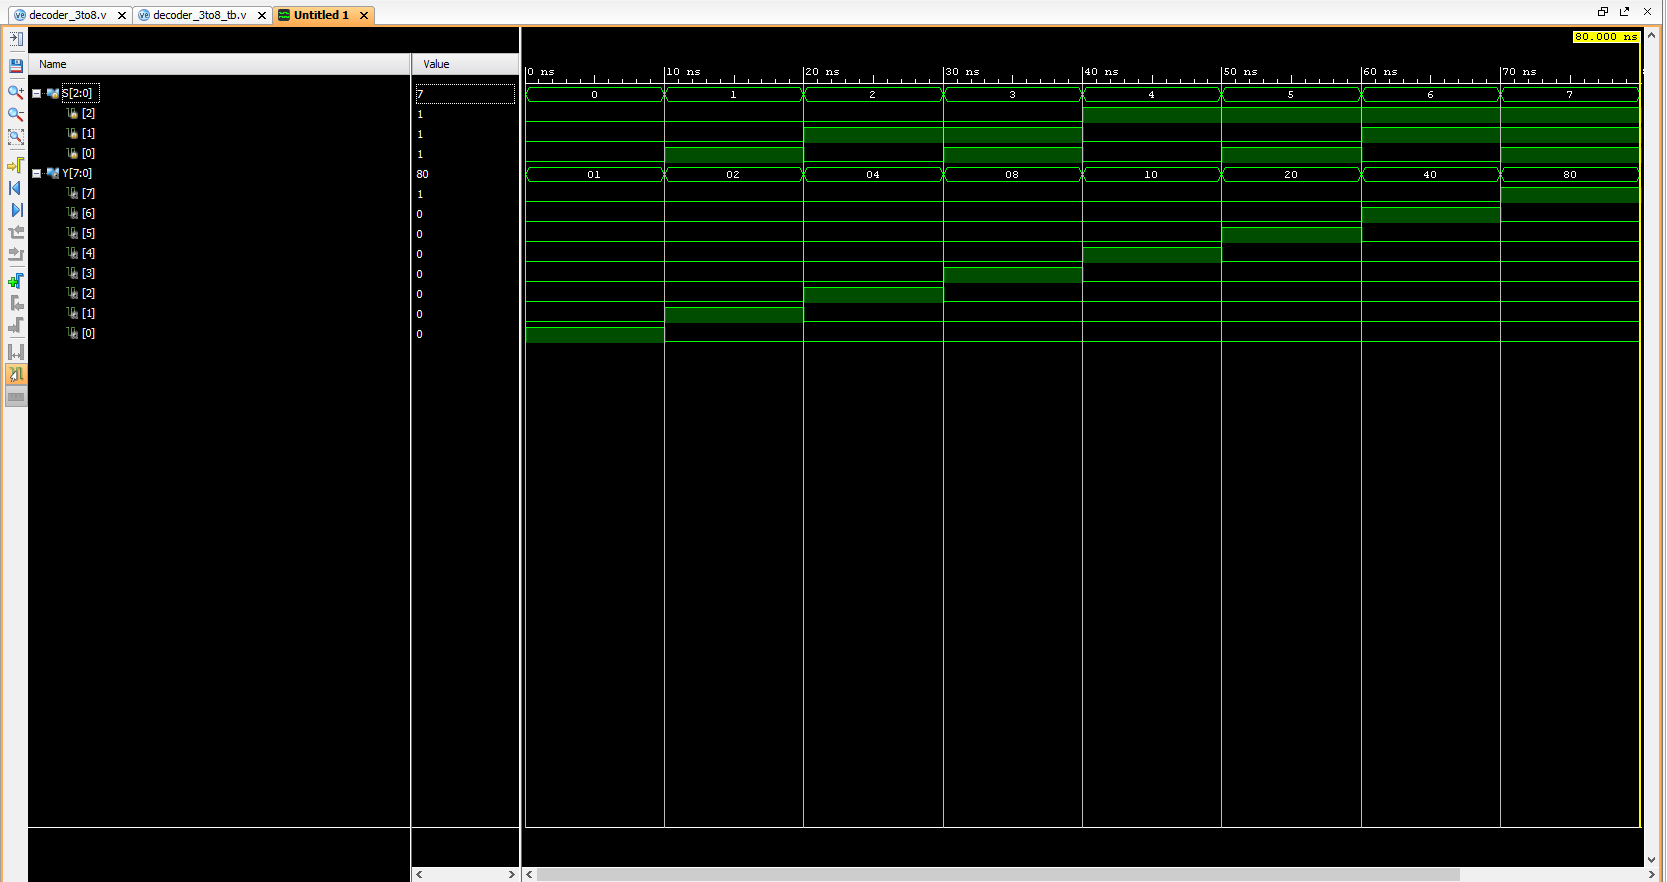 decoder_3to8.v decoder_3to8_tb.v Untitled 1
80.000 ns
Name Value
0 ns 10 ns 20 ns 30 ns 40 ns 50 ns 60 ns 70 ns
S[2:0] 7 0 1 2 3 4 5 6 7
[2] 1
[1] 1
[0] 1
Y[7:0] 80 01 02 04 08 10 20 40 80
[7] 1
[6] 0
[5] 0
[4] 0
[3] 0
[2] 0
[1] 0
[0] 0